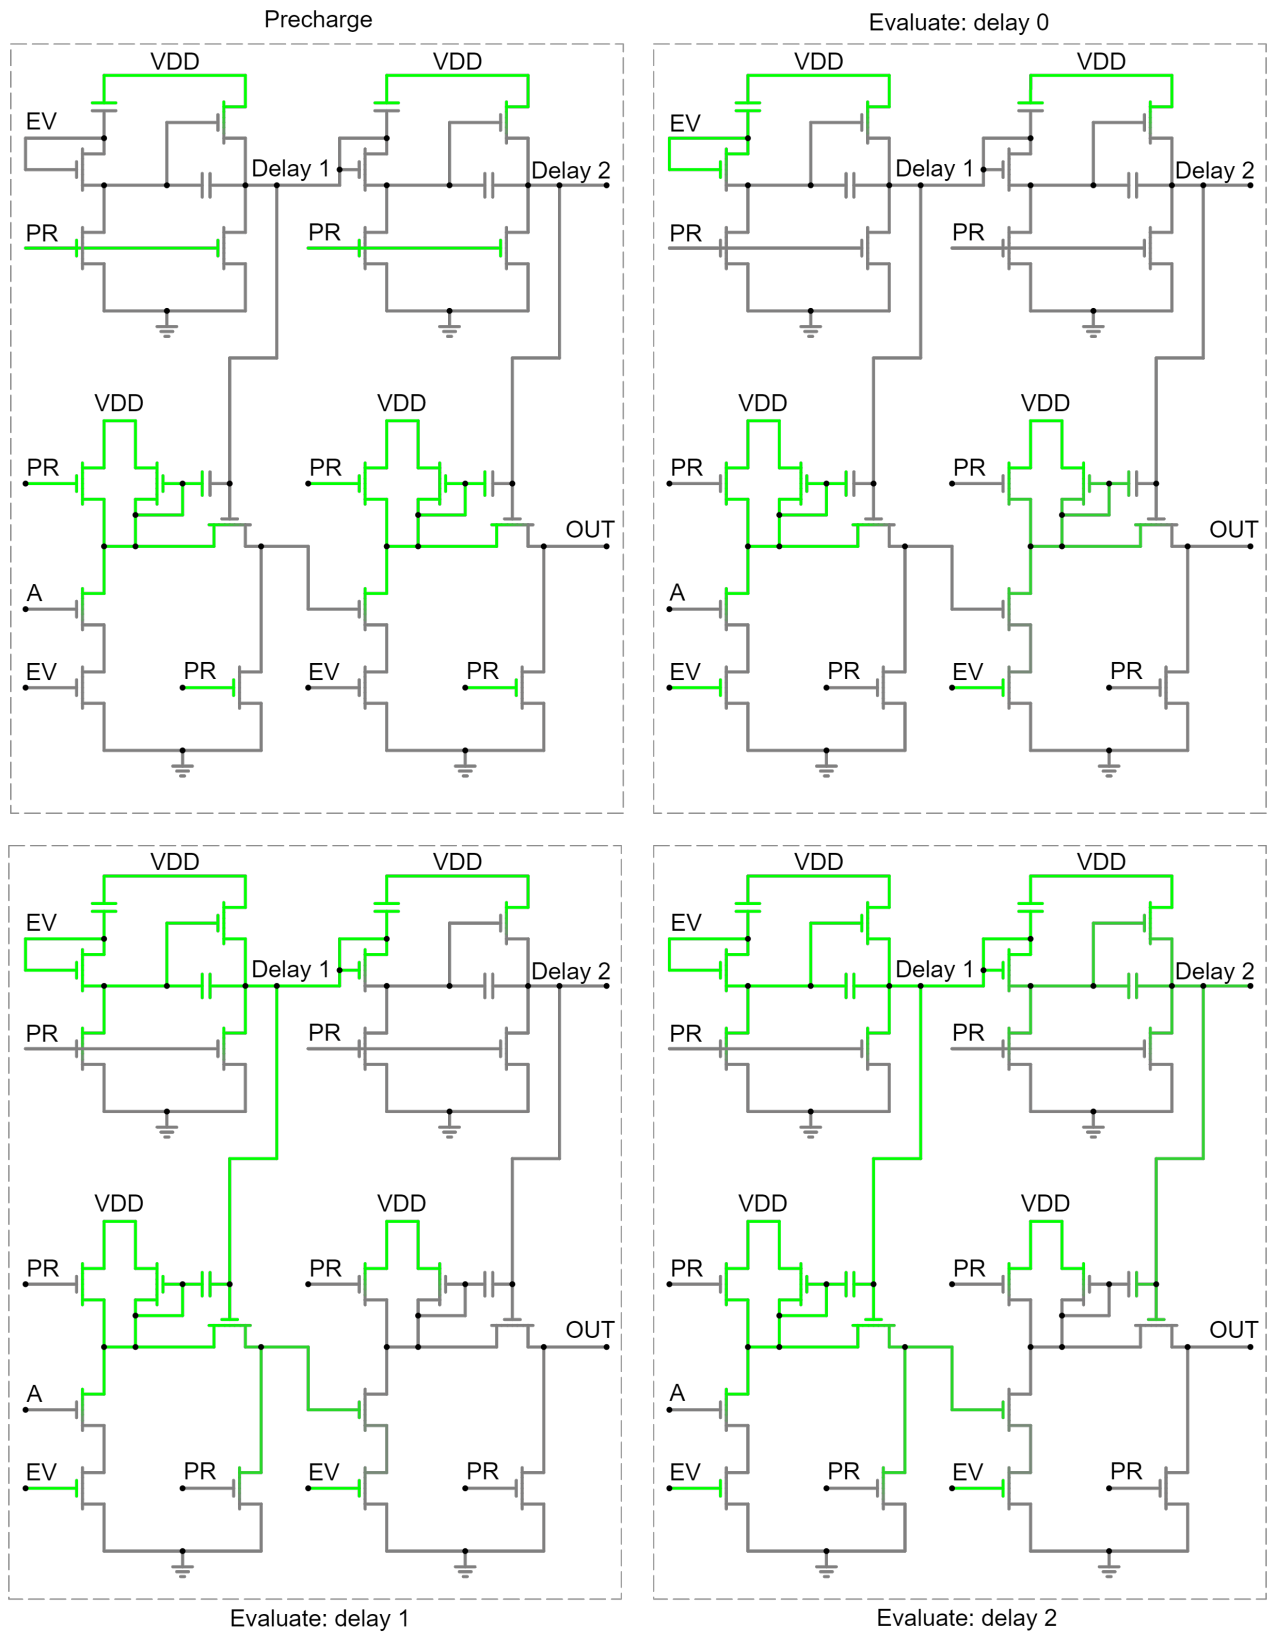 Precharge
VDD
VDD
EV
Delay 1
Delay 2
PR
PR
VDD
VDD
PR
PR
OUT
A
EV
PR
EV
PR
Evaluate: delay 0
VDD
VDD
EV
Delay 1
Delay 2
PR
PR
VDD
VDD
PR
PR
OUT
A
EV
PR
EV
PR
VDD
VDD
EV
Delay 1
Delay 2
PR
PR
VDD
VDD
PR
PR
OUT
A
EV
PR
EV
PR
Evaluate: delay 1
VDD
VDD
EV
Delay 1
Delay 2
PR
PR
VDD
VDD
PR
PR
OUT
A
EV
PR
EV
PR
Evaluate: delay 2